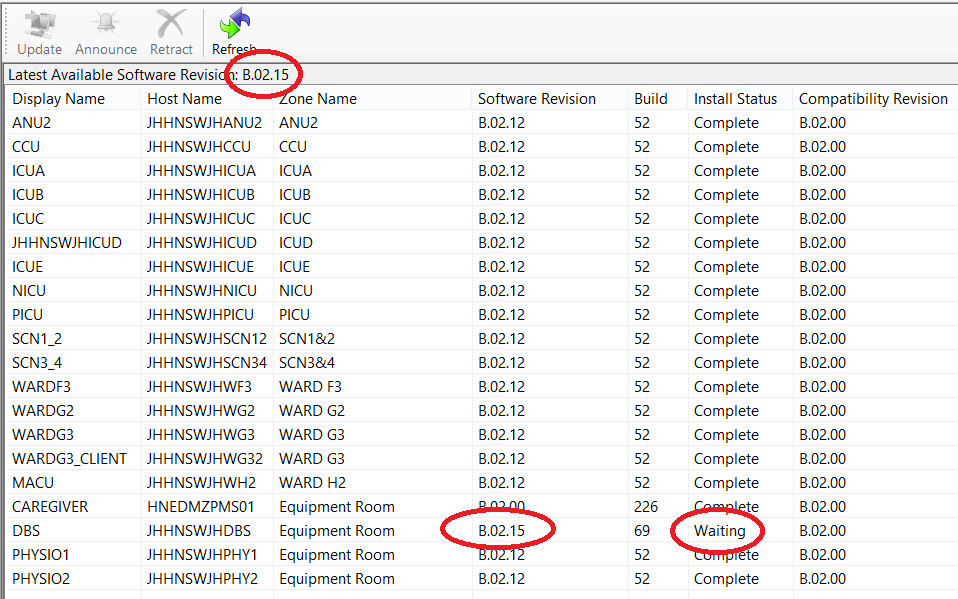 Update Announce Retract Refresh
Latest Available Software Revision: B.02.15
Display Name Host Name Zone Name Software Revision Build Install Status Compatibility Revision
ANU2 JHHNSWJHANU2 ANU2 B.02.12 52 Complete B.02.00
CCU JHHNSWJHCCU CCU B.02.12 52 Complete B.02.00
ICUA JHHNSWJHICUA ICUA B.02.12 52 Complete B.02.00
ICUB JHHNSWJHICUB ICUB B.02.12 52 Complete B.02.00
ICUC JHHNSWJHICUC ICUC B.02.12 52 Complete B.02.00
JHHNSWJHICUD JHHNSWJHICUD ICUD B.02.12 52 Complete B.02.00
ICUE JHHNSWJHICUE ICUE B.02.12 52 Complete B.02.00
NICU JHHNSWJHNICU NICU B.02.12 52 Complete B.02.00
PICU JHHNSWJHPICU PICU B.02.12 52 Complete B.02.00
SCN1_2 JHHNSWJHSCN12 SCN1&2 B.02.12 52 Complete B.02.00
SCN3_4 JHHNSWJHSCN34 SCN3&4 B.02.12 52 Complete B.02.00
WARDF3 JHHNSWJHWF3 WARD F3 B.02.12 52 Complete B.02.00
WARDG2 JHHNSWJHWG2 WARD G2 B.02.12 52 Complete B.02.00
WARDG3 JHHNSWJHWG3 WARD G3 B.02.12 52 Complete B.02.00
WARDG3_CLIENT JHHNSWJHWG32 WARD G3 B.02.12 52 Complete B.02.00
MACU JHHNSWJHWH2 WARD H2 B.02.12 52 Complete B.02.00
CAREGIVER HNEDMZPMS01 Equipment Room B.02.00 226 Complete B.02.00
DBS JHHNSWJHDBS Equipment Room B.02.15 69 Waiting B.02.00
PHYSIO1 JHHNSWJHPHY1 Equipment Room B.02.12 52 Complete B.02.00
PHYSIO2 JHHNSWJHPHY2 Equipment Room B.02.12 52 Complete B.02.00